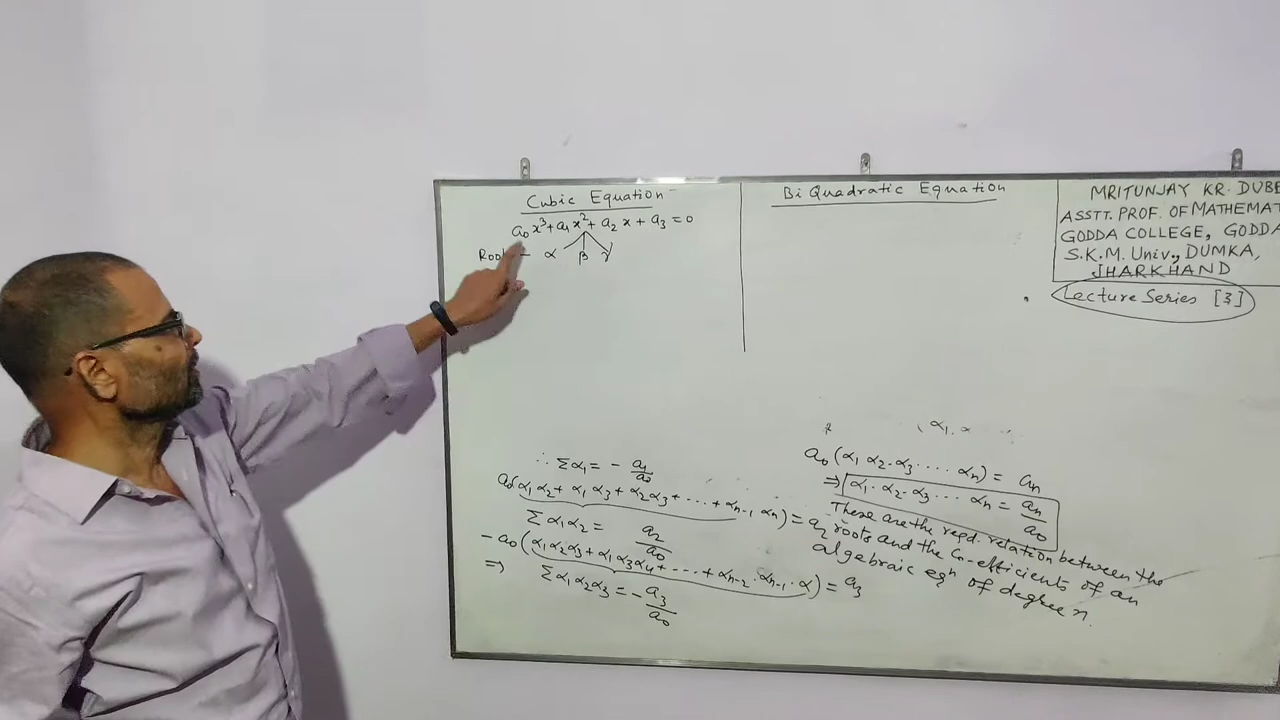 Cubic Equation
a₀x³+a₁x²+a₂x+a₃=0
α β γ
Bi Quadratic Equation
MRITUNJAY KR. DUBE
ASSTT. PROF. OF MATHEMAT
GODDA COLLEGE, GODDA
S.K.M. Univ., DUMKA,
JHARKHAND
Lecture Series [3]
∴ Σα₁ = - a₁/a₀
a₀(α₁α₂ + α₁α₃ + α₂α₃ + ... + αₙ₋₁ αₙ) = a₂
Σα₁α₂ = a₂/a₀
-a₀(α₁α₂α₃ + α₁α₃α₄ + ... + αₙ₋₂.αₙ₋₁.α) = a₃
⇒ Σα₁α₂α₃ = - a₃/a₀
α₁.
a₀(α₁ α₂.α₃ ..... αₙ) = aₙ
⇒ α₁.α₂.α₃ ... αₙ = aₙ/a₀
These are the reqd. relation between the
roots and the Co-efficients of an
algebraic eqn of degree n.